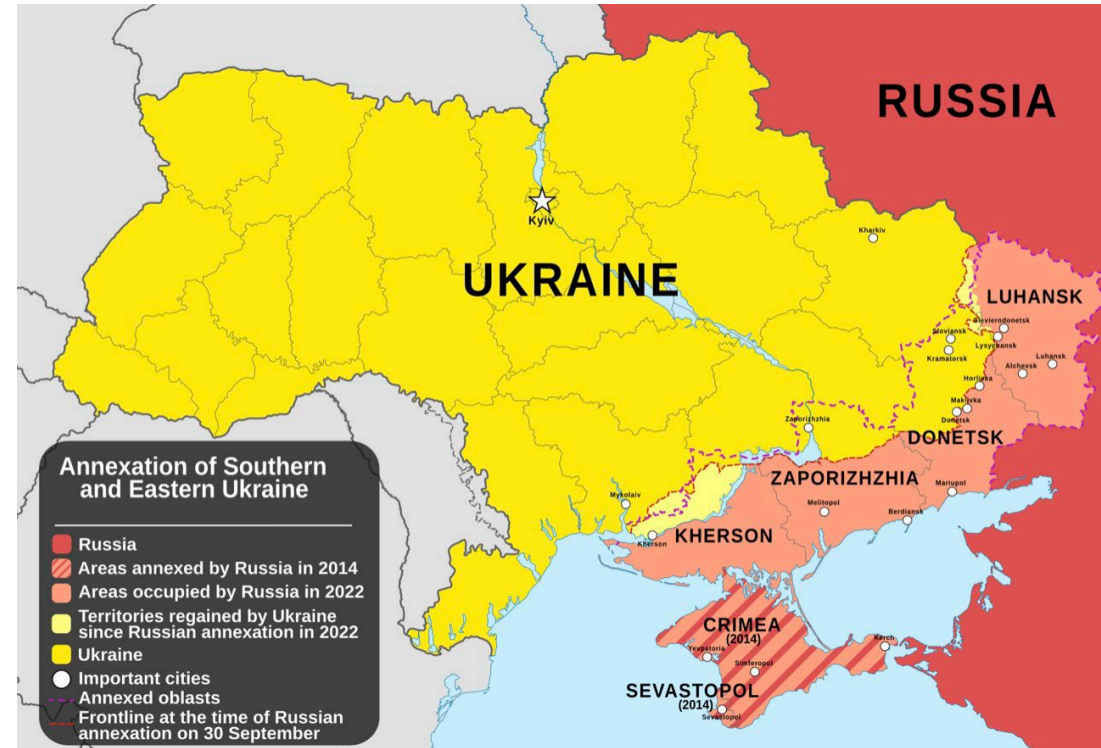 RUSSIA
Kyiv
Kharkiv
UKRAINE
LUHANSK
Sievierodonetsk
Sloviansk
Lysychansk
Kramatorsk
Luhansk
Alchevsk
Horlivka
Makiivka
Donetsk
Zaporizhzhia
DONETSK
ZAPORIZHZHIA
Mariupol
Mykolaiv
Melitopol
Berdiansk
KHERSON
Kherson
CRIMEA
(2014)
Kerch
Yevpatoria
Simferopol
SEVASTOPOL
(2014)
Sevastopol
Annexation of Southern
and Eastern Ukraine
Russia
Areas annexed by Russia in 2014
Areas occupied by Russia in 2022
Territories regained by Ukraine
since Russian annexation in 2022
Ukraine
Important cities
Annexed oblasts
Frontline at the time of Russian
annexation on 30 September